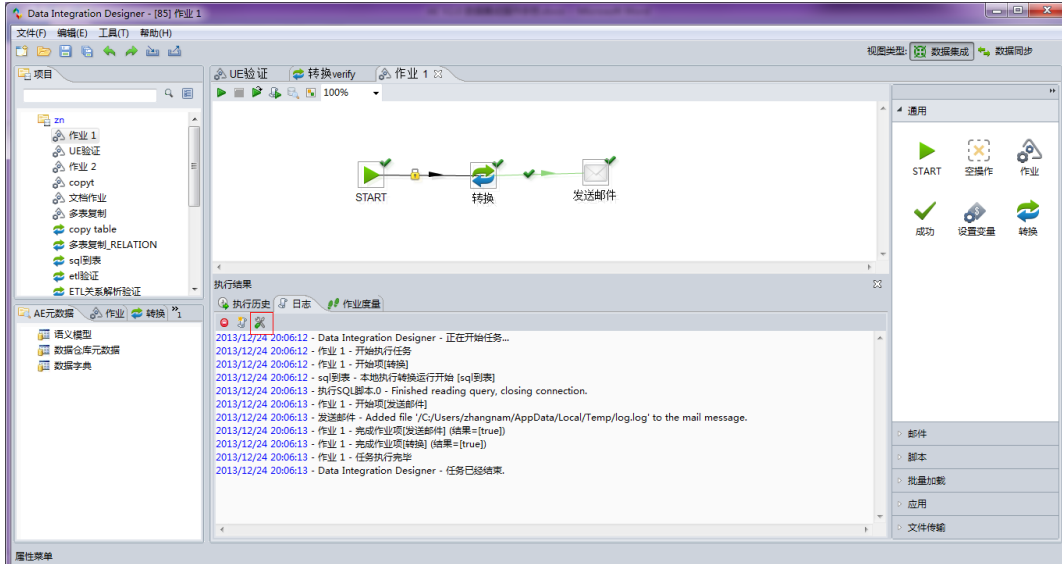 Data Integration Designer - [85] 作业 1
文件(F) 编辑(E) 工具(T) 帮助(H)
视图类型: 数据集成 数据同步
项目
zn
作业 1
UE验证
作业 2
copyt
文档作业
多表复制
copy table
多表复制_RELATION
sql到表
etl验证
ETL关系解析验证
AE元数据 作业 转换 »1
语义模型
数据仓库元数据
数据字典
UE验证 转换verify 作业 1
100%
START 转换 发送邮件
执行结果
执行历史 日志 作业度量
2013/12/24 20:06:12 - Data Integration Designer - 正在开始任务...
2013/12/24 20:06:12 - 作业 1 - 开始执行任务
2013/12/24 20:06:12 - 作业 1 - 开始项[转换]
2013/12/24 20:06:12 - sql到表 - 本地执行转换运行开始 [sql到表]
2013/12/24 20:06:13 - 执行SQL脚本.0 - Finished reading query, closing connection.
2013/12/24 20:06:13 - 作业 1 - 开始项[发送邮件]
2013/12/24 20:06:13 - 发送邮件 - Added file '/C:/Users/zhangnam/AppData/Local/Temp/log.log' to the mail message.
2013/12/24 20:06:13 - 作业 1 - 完成作业项[发送邮件] (结果=[true])
2013/12/24 20:06:13 - 作业 1 - 完成作业项[转换] (结果=[true])
2013/12/24 20:06:13 - 作业 1 - 任务执行完毕
2013/12/24 20:06:13 - Data Integration Designer - 任务已经结束.
通用
START 空操作 作业
成功 设置变量 转换
邮件
脚本
批量加载
应用
文件传输
属性菜单